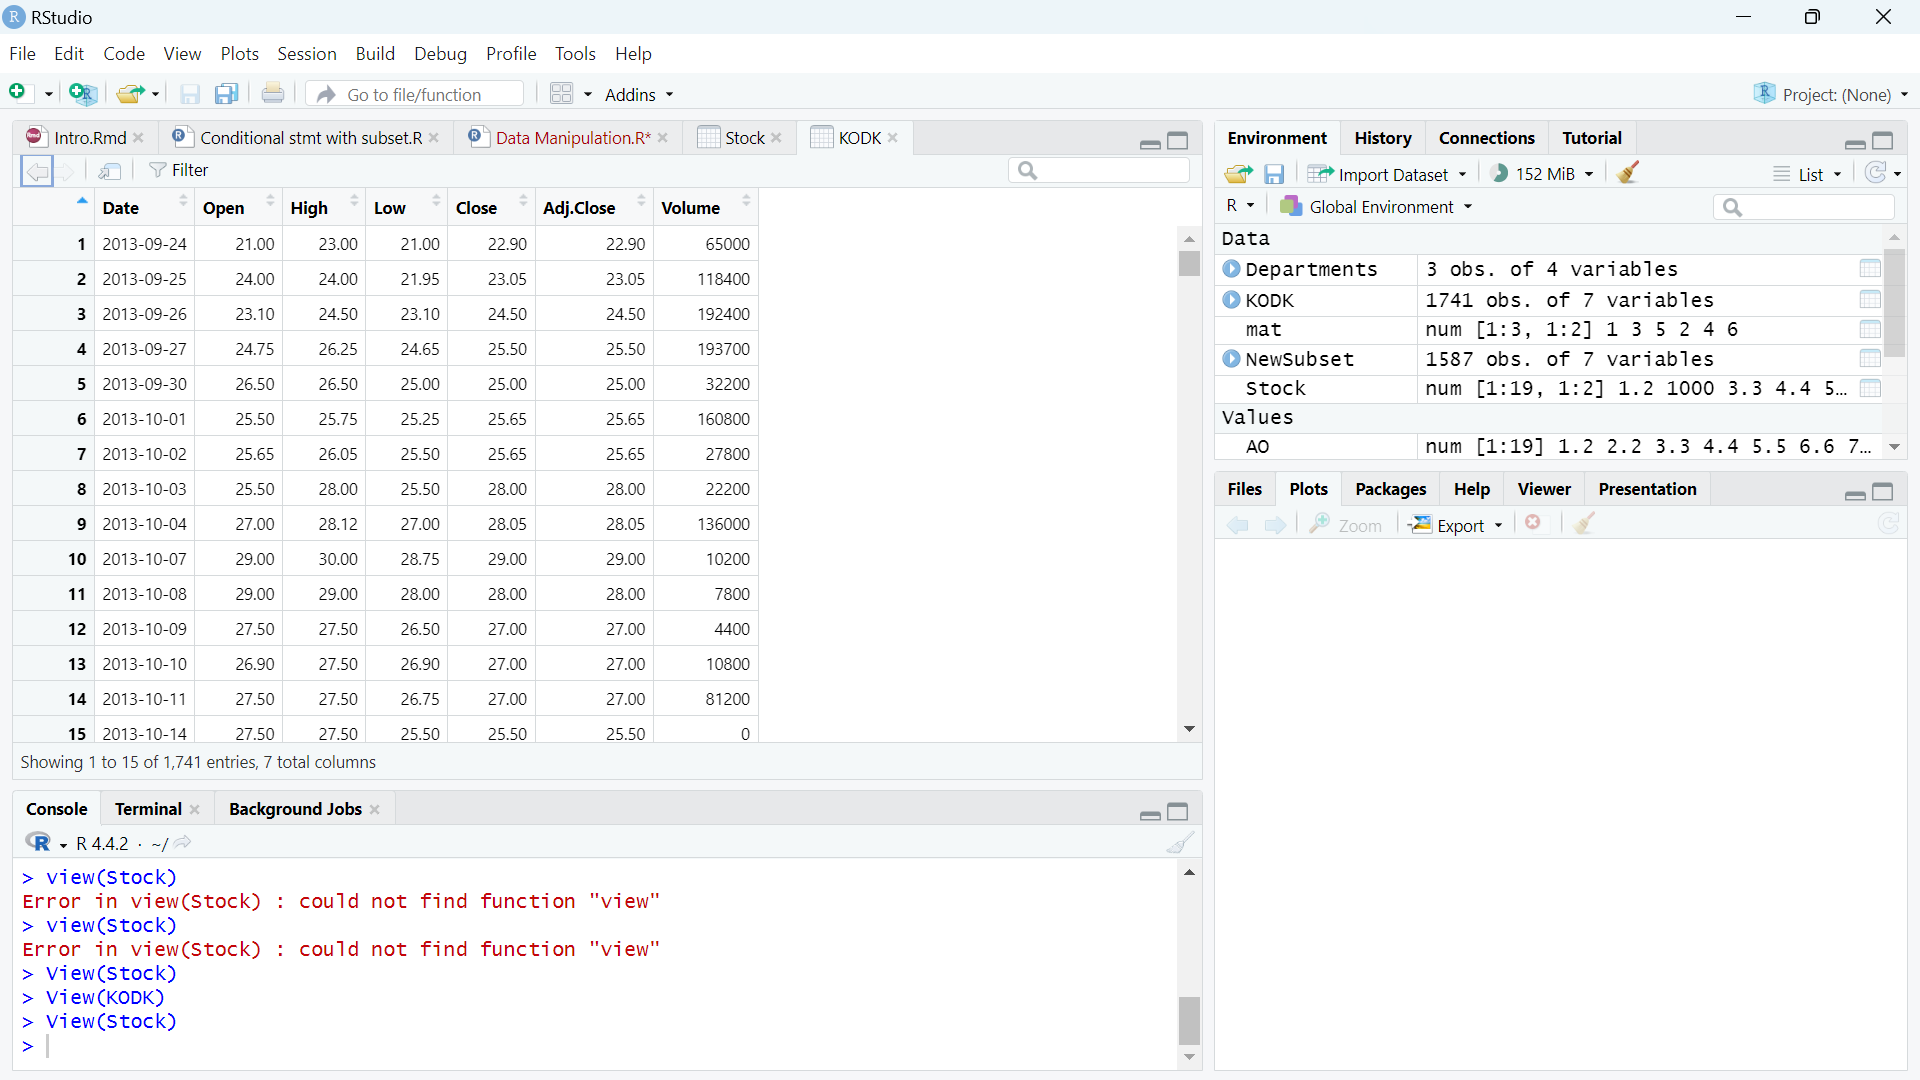 RStudio
File Edit Code View Plots Session Build Debug Profile Tools Help
Go to file/function Addins Project: (None)
Intro.Rmd Conditional stmt with subset.R Data Manipulation.R* Stock KODK
Filter
Date Open High Low Close Adj.Close Volume
1 2013-09-24 21.00 23.00 21.00 22.90 22.90 65000
2 2013-09-25 24.00 24.00 21.95 23.05 23.05 118400
3 2013-09-26 23.10 24.50 23.10 24.50 24.50 192400
4 2013-09-27 24.75 26.25 24.65 25.50 25.50 193700
5 2013-09-30 26.50 26.50 25.00 25.00 25.00 32200
6 2013-10-01 25.50 25.75 25.25 25.65 25.65 160800
7 2013-10-02 25.65 26.05 25.50 25.65 25.65 27800
8 2013-10-03 25.50 28.00 25.50 28.00 28.00 22200
9 2013-10-04 27.00 28.12 27.00 28.05 28.05 136000
10 2013-10-07 29.00 30.00 28.75 29.00 29.00 10200
11 2013-10-08 29.00 29.00 28.00 28.00 28.00 7800
12 2013-10-09 27.50 27.50 26.50 27.00 27.00 4400
13 2013-10-10 26.90 27.50 26.90 27.00 27.00 10800
14 2013-10-11 27.50 27.50 26.75 27.00 27.00 81200
15 2013-10-14 27.50 27.50 25.50 25.50 25.50 0
Showing 1 to 15 of 1,741 entries, 7 total columns
Console Terminal Background Jobs
R 4.4.2 · ~/
> view(Stock)
Error in view(Stock) : could not find function "view"
> view(Stock)
Error in view(Stock) : could not find function "view"
> View(Stock)
> View(KODK)
> View(Stock)
>
Environment History Connections Tutorial
Import Dataset 152 MiB List
R Global Environment
Data
Departments 3 obs. of 4 variables
KODK 1741 obs. of 7 variables
mat num [1:3, 1:2] 1 3 5 2 4 6
NewSubset 1587 obs. of 7 variables
Stock num [1:19, 1:2] 1.2 1000 3.3 4.4 5...
Values
AO num [1:19] 1.2 2.2 3.3 4.4 5.5 6.6 7...
Files Plots Packages Help Viewer Presentation
Zoom Export